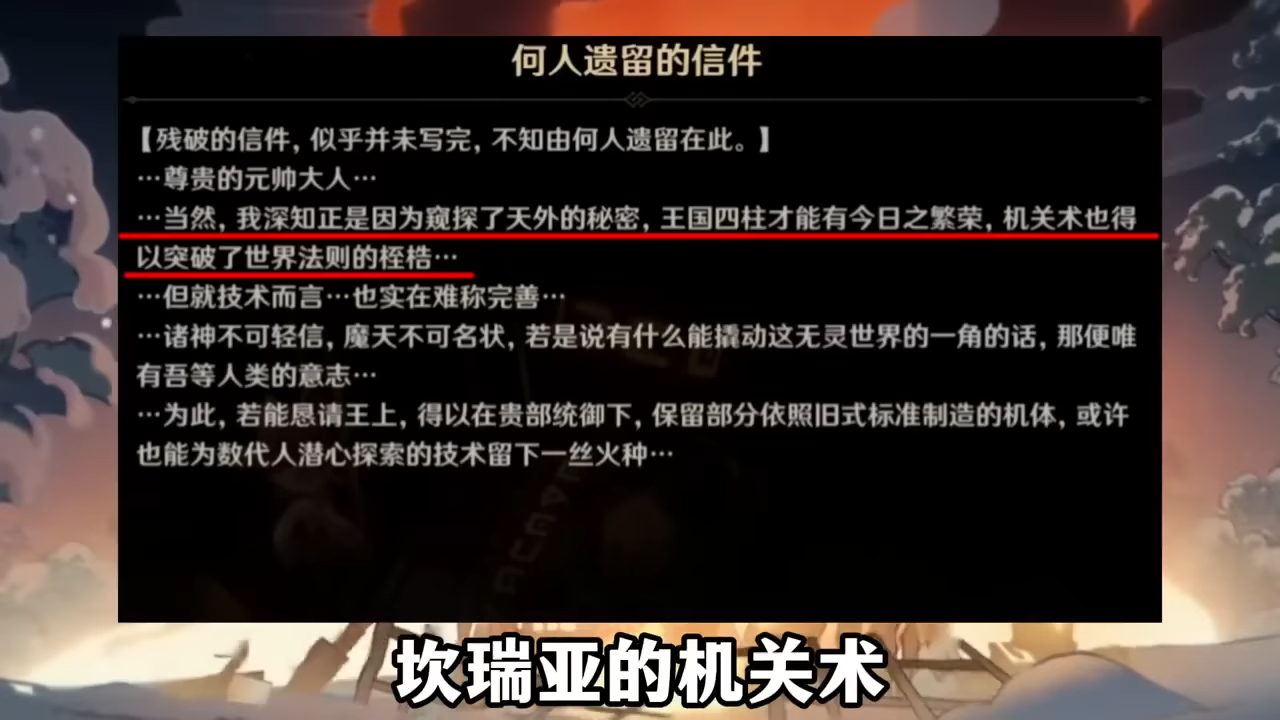 何人遗留的信件
【残破的信件，似乎并未写完，不知由何人遗留在此。】
…尊贵的元帅大人…
…当然，我深知正是因为窥探了天外的秘密，王国四柱才能有今日之繁荣，机关术也得
以突破了世界法则的桎梏…
…但就技术而言…也实在难称完善…
…诸神不可轻信，魔天不可名状，若是说有什么能撬动这无灵世界的一角的话，那便唯
有吾等人类的意志…
…为此，若能恳请王上，得以在贵部统御下，保留部分依照旧式标准制造的机体，或许
也能为数代人潜心探索的技术留下一丝火种…
坎瑞亚的机关术